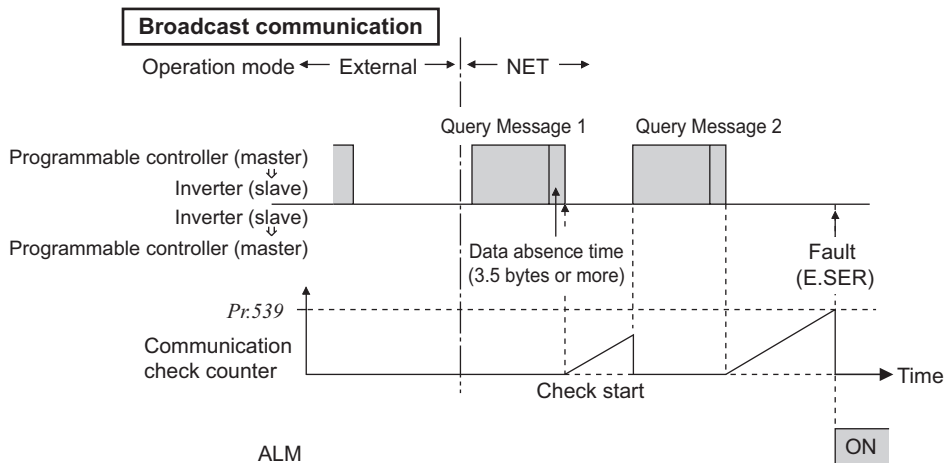 Broadcast communication
Operation mode External NET
Query Message 1 Query Message 2
Programmable controller (master)
Inverter (slave)
Inverter (slave)
Programmable controller (master)
Data absence time
(3.5 bytes or more)
Fault
(E.SER)
Pr.539
Communication
check counter
Time
Check start
ALM
ON